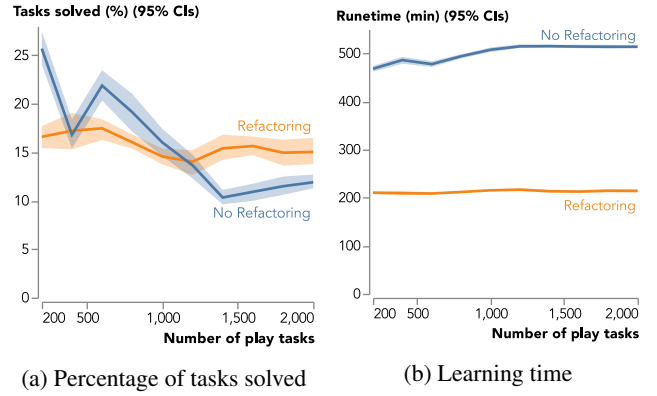 Tasks solved (%) (95% CIs)
25
20
15
10
5
0
Refactoring
No Refactoring
200 500 1,000 1,500 2,000
Number of play tasks
(a) Percentage of tasks solved
Runetime (min) (95% CIs)
500
400
300
200
100
0
No Refactoring
Refactoring
200 500 1,000 1,500 2,000
Number of play tasks
(b) Learning time